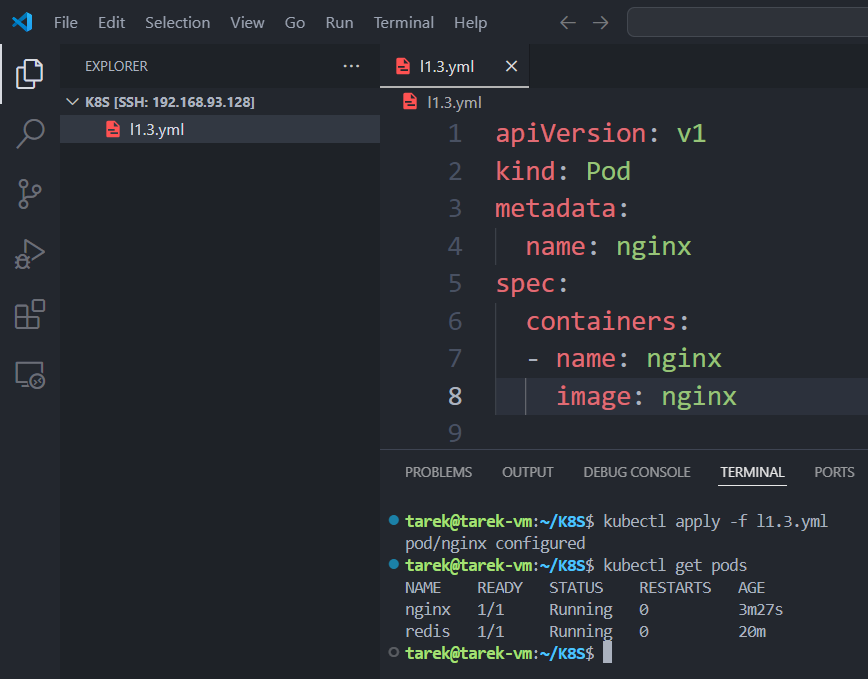 File Edit Selection View Go Run Terminal Help
EXPLORER
K8S [SSH: 192.168.93.128]
l1.3.yml
l1.3.yml
l1.3.yml
1 apiVersion: v1
2 kind: Pod
3 metadata:
4 name: nginx
5 spec:
6 containers:
7 - name: nginx
8 image: nginx
9
PROBLEMS OUTPUT DEBUG CONSOLE TERMINAL PORTS
tarek@tarek-vm:~/K8S$ kubectl apply -f l1.3.yml
pod/nginx configured
tarek@tarek-vm:~/K8S$ kubectl get pods
NAME READY STATUS RESTARTS AGE
nginx 1/1 Running 0 3m27s
redis 1/1 Running 0 20m
tarek@tarek-vm:~/K8S$